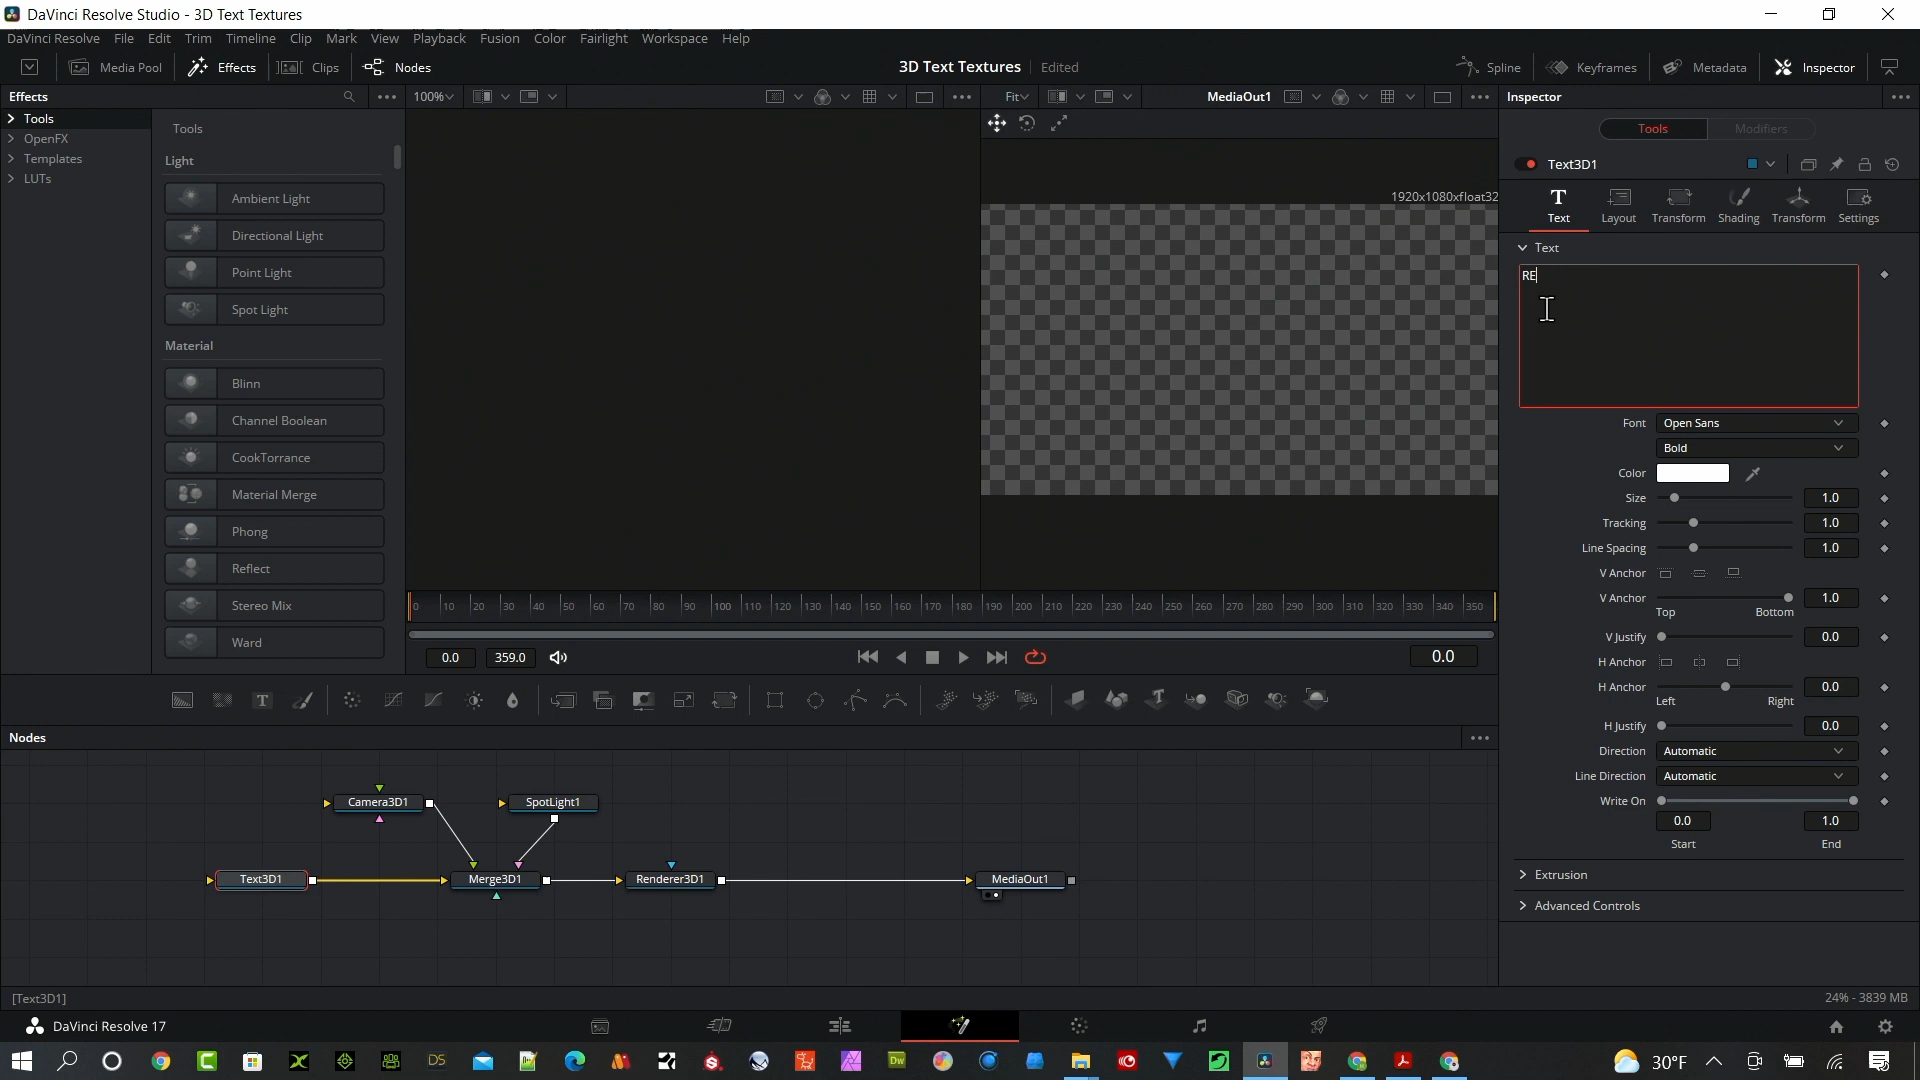 DaVinci Resolve Studio - 3D Text Textures
DaVinci Resolve File Edit Trim Timeline Clip Mark View Playback Fusion Color Fairlight Workspace Help
Media Pool Effects Clips Nodes 3D Text Textures Edited Spline Keyframes Metadata Inspector
Effects 100% Fit MediaOut1 Inspector
Tools
OpenFX
Templates
LUTs
Tools
Light
Ambient Light
Directional Light
Point Light
Spot Light
Material
Blinn
Channel Boolean
CookTorrance
Material Merge
Phong
Reflect
Stereo Mix
Ward
1920x1080xfloat32
0 10 20 30 40 50 60 70 80 90 100 110 120 130 140 150 160 170 180 190 200 210 220 230 240 250 260 270 280 290 300 310 320 330 340 350
0.0 359.0 0.0
Tools Modifiers
Text3D1
Text Layout Transform Shading Transform Settings
Text
RE
Font Open Sans
Bold
Color
Size 1.0
Tracking 1.0
Line Spacing 1.0
V Anchor
V Anchor 1.0
Top Bottom
V Justify 0.0
H Anchor
H Anchor 0.0
Left Right
H Justify 0.0
Direction Automatic
Line Direction Automatic
Write On
0.0 1.0
Start End
Extrusion
Advanced Controls
Nodes
Camera3D1 SpotLight1
Text3D1 Merge3D1 Renderer3D1 MediaOut1
[Text3D1] 24% - 3839 MB
DaVinci Resolve 17
DS Dw 30°F